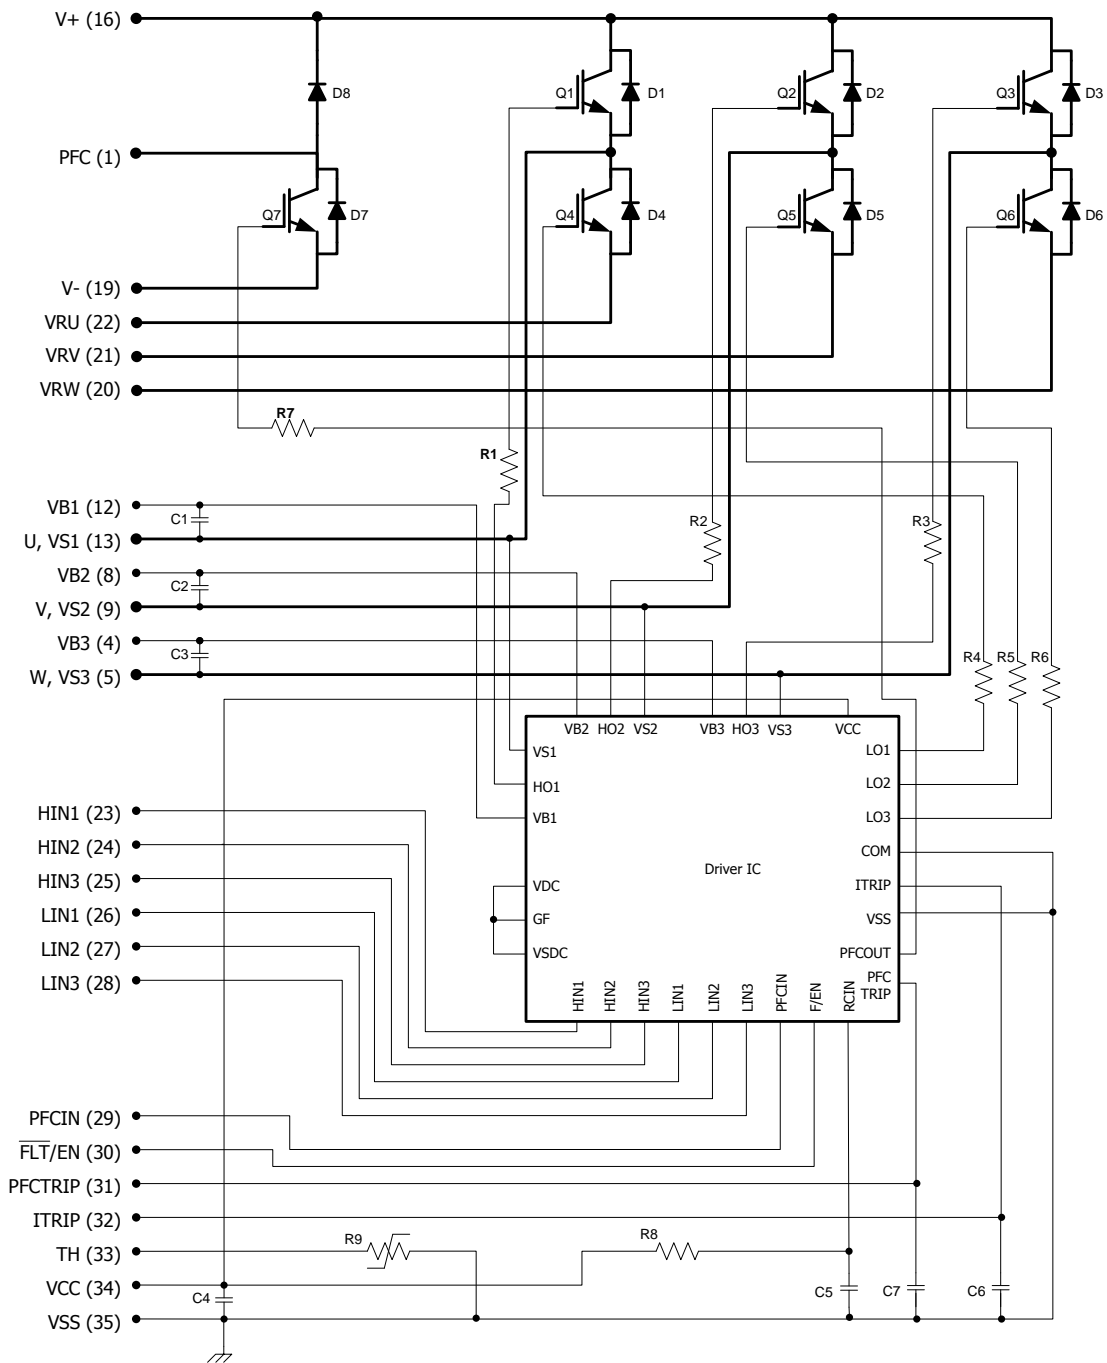 V+ (16)
D8
Q1
D1
Q2
D2
Q3
D3
PFC (1)
Q7
D7
Q4
D4
Q5
D5
Q6
D6
V- (19)
VRU (22)
VRV (21)
VRW (20)
R7
R1
VB1 (12)
C1
R2
R3
U, VS1 (13)
VB2 (8)
C2
V, VS2 (9)
VB3 (4)
C3
R4
R5
R6
W, VS3 (5)
VB2
HO2
VS2
VB3
HO3
VS3
VCC
VS1
LO1
HO1
LO2
HIN1 (23)
VB1
LO3
HIN2 (24)
COM
Driver IC
HIN3 (25)
VDC
ITRIP
LIN1 (26)
GF
VSS
LIN2 (27)
VSDC
PFCOUT
LIN3 (28)
PFC
TRIP
HIN1
HIN2
HIN3
LIN1
LIN2
LIN3
PFCIN
F/EN
RCIN
PFCIN (29)
FLT/EN (30)
PFCTRIP (31)
ITRIP (32)
R9
R8
TH (33)
VCC (34)
C4
C5
C7
C6
VSS (35)